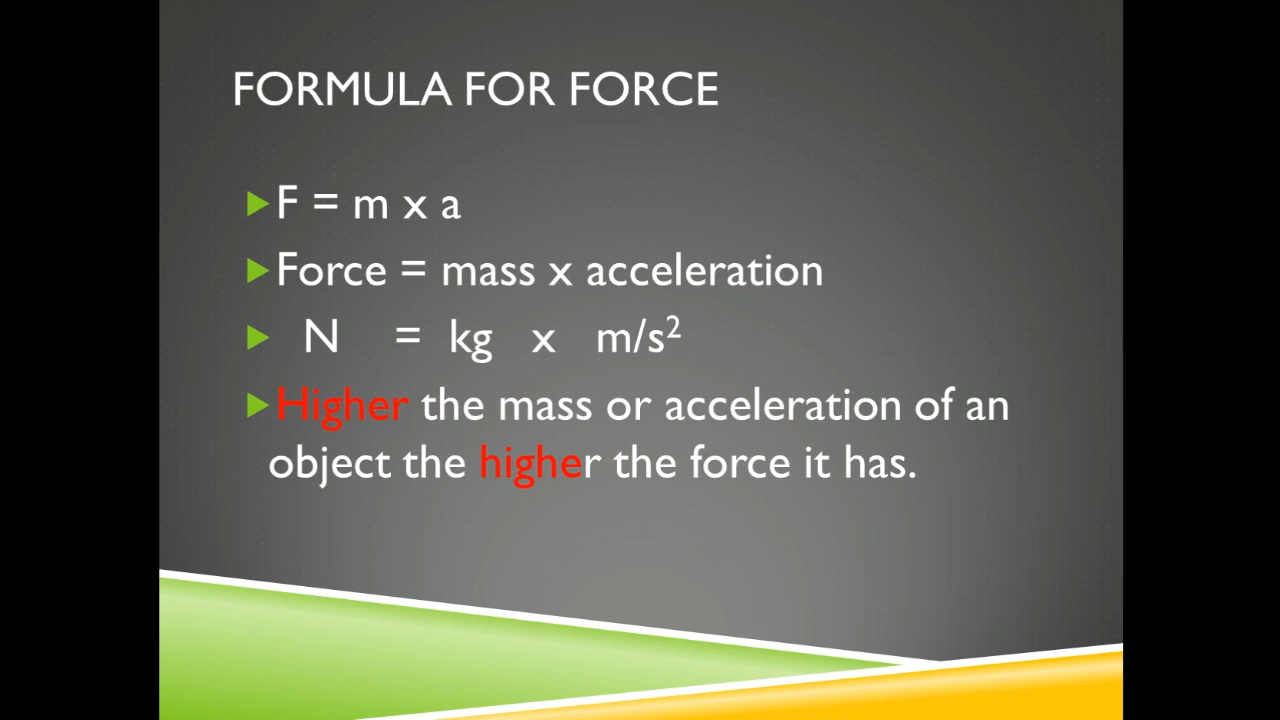 FORMULA FOR FORCE
F = m x a
Force = mass x acceleration
N = kg x m/s²
Higher the mass or acceleration of an
object the higher the force it has.